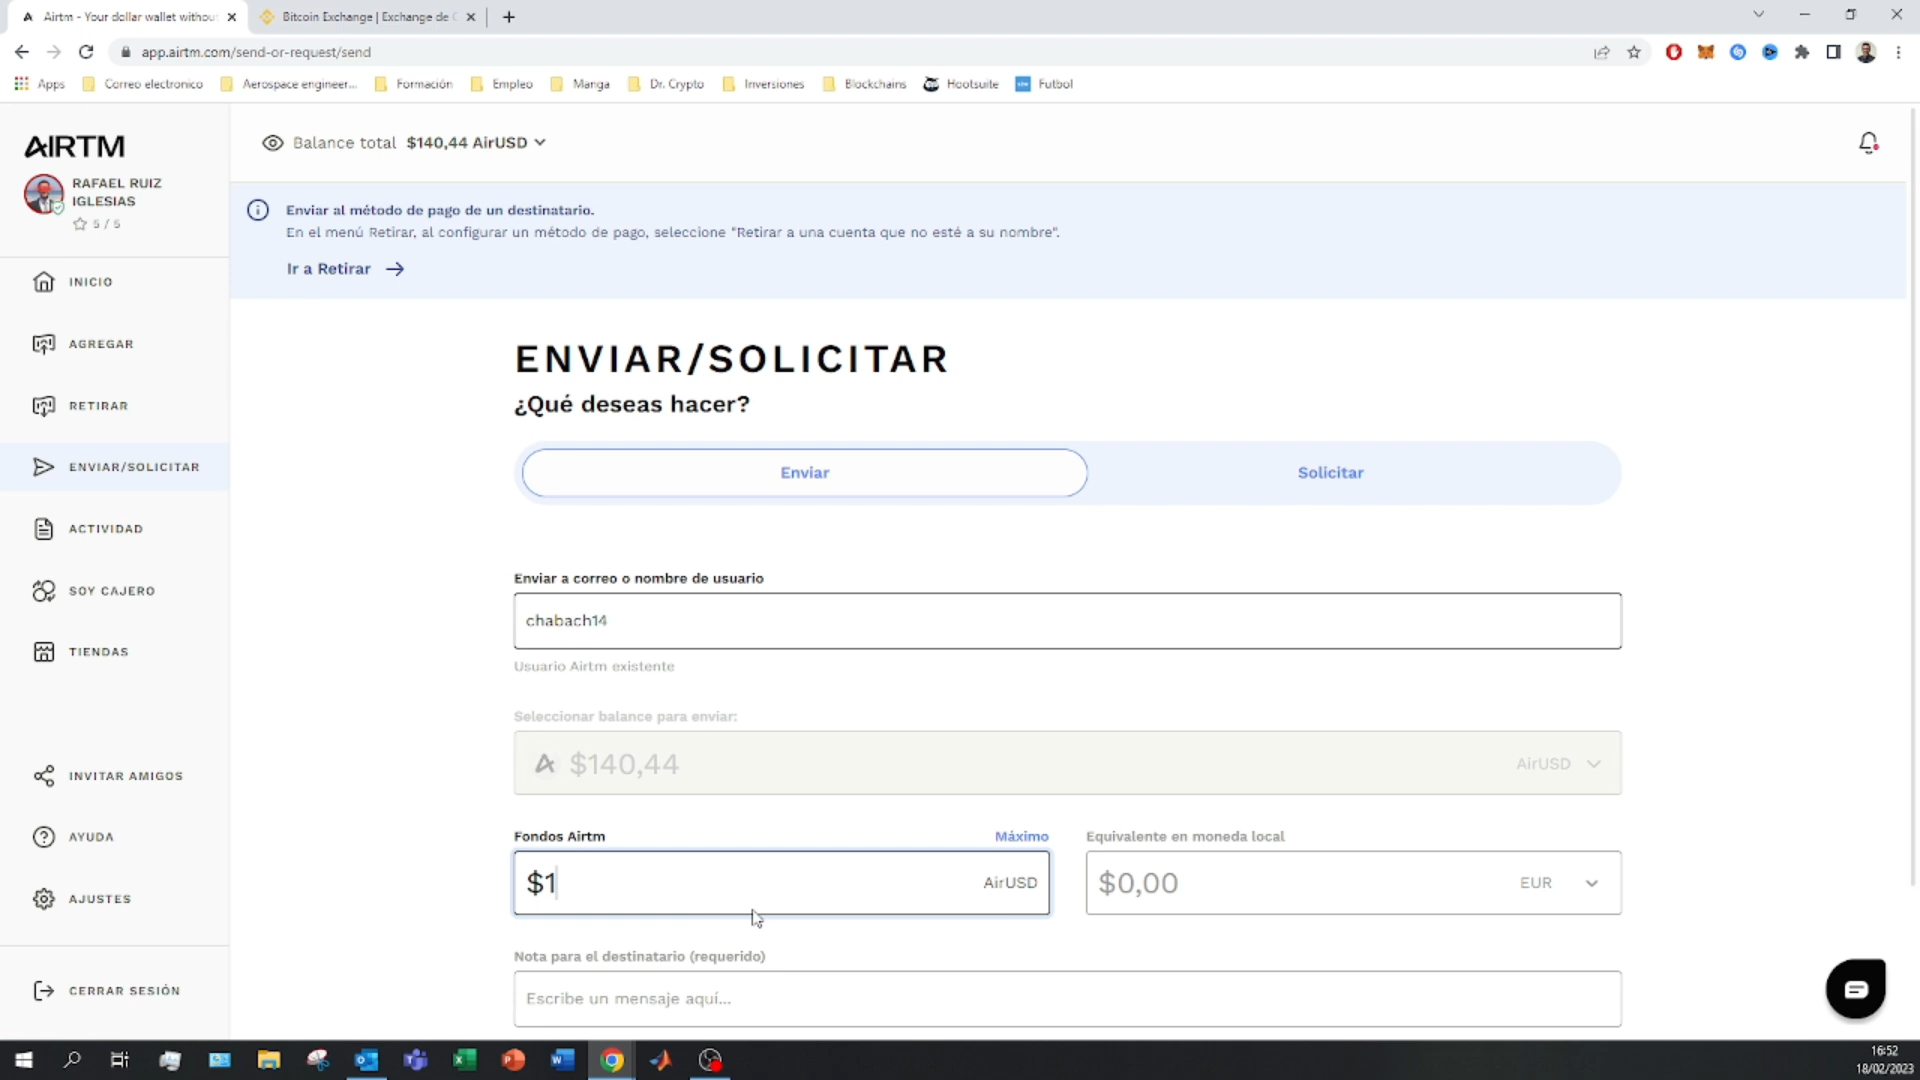 Airtm - Your dollar wallet withou
Bitcoin Exchange | Exchange de C
app.airtm.com/send-or-request/send
Apps
Correo electronico
Aerospace engineer...
Formación
Empleo
Manga
Dr. Crypto
Inversiones
Blockchains
Hootsuite
Futbol
AIRTM
RAFAEL RUIZ
IGLESIAS
5 / 5
INICIO
AGREGAR
RETIRAR
ENVIAR/SOLICITAR
ACTIVIDAD
SOY CAJERO
TIENDAS
INVITAR AMIGOS
AYUDA
AJUSTES
CERRAR SESIÓN
Balance total $140,44 AirUSD
Enviar al método de pago de un destinatario.
En el menú Retirar, al configurar un método de pago, seleccione "Retirar a una cuenta que no esté a su nombre".
Ir a Retirar
ENVIAR/SOLICITAR
¿Qué deseas hacer?
Enviar
Solicitar
Enviar a correo o nombre de usuario
chabach14
Usuario Airtm existente
Seleccionar balance para enviar:
$140,44
AirUSD
Fondos Airtm
Máximo
$1
AirUSD
Equivalente en moneda local
$0,00
EUR
Nota para el destinatario (requerido)
Escribe un mensaje aquí...
16:52
18/02/2023